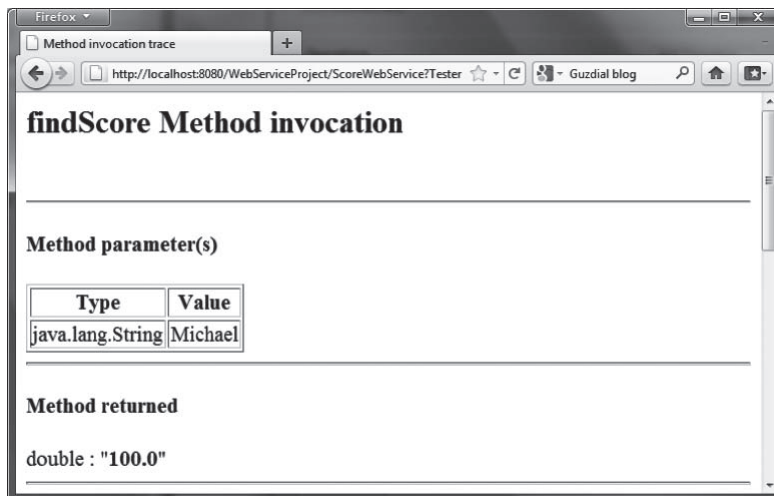 Firefox
Method invocation trace
http://localhost:8080/WebServiceProject/ScoreWebService?Tester
Guzdial blog
findScore Method invocation
Method parameter(s)
Type Value
java.lang.String Michael
Method returned
double : "100.0"